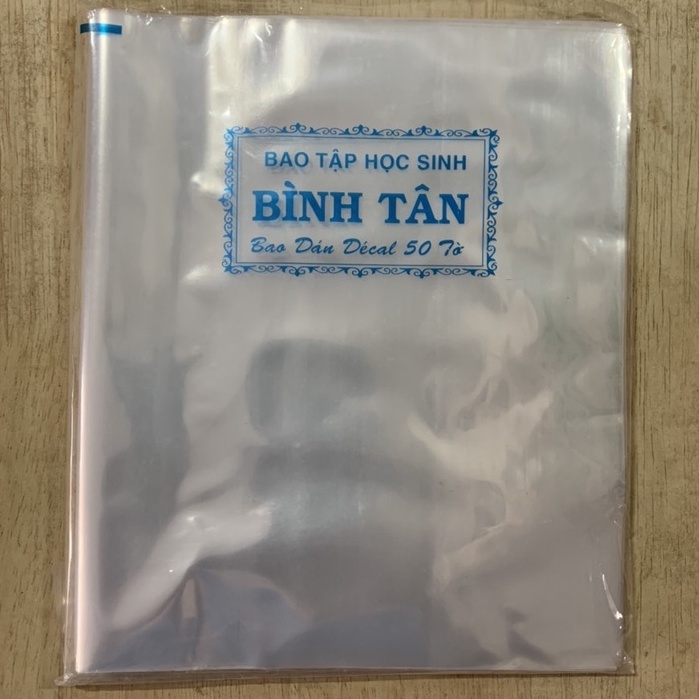 BAO TẬP HỌC SINH
BÌNH TÂN
Bao Dán Décal 50 Tờ